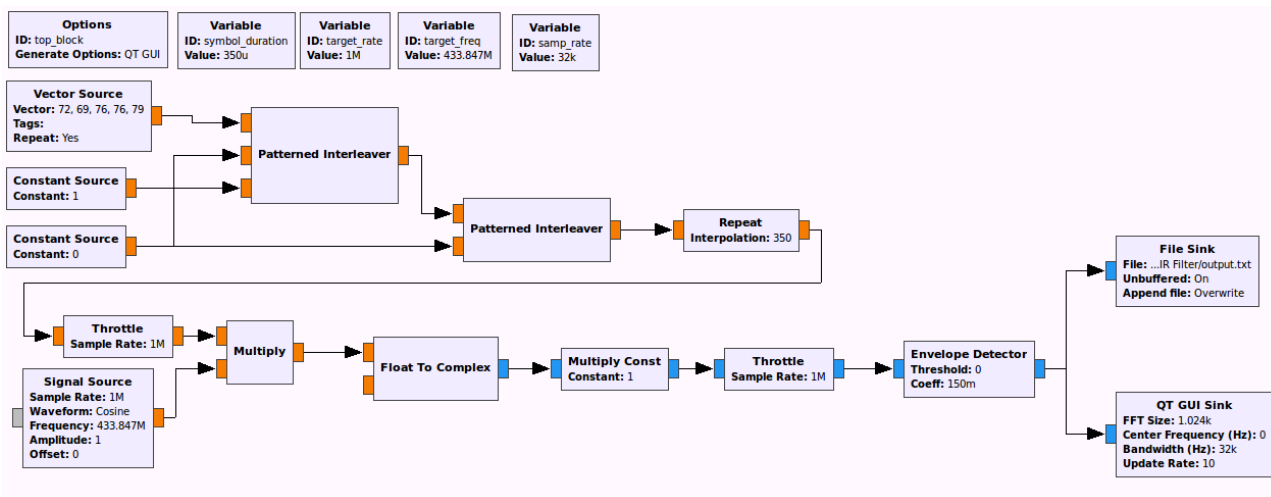 Options
ID: top_block
Generate Options: QT GUI
Variable
ID: symbol_duration
Value: 350u
Variable
ID: target_rate
Value: 1M
Variable
ID: target_freq
Value: 433.847M
Variable
ID: samp_rate
Value: 32k
Vector Source
Vector: 72, 69, 76, 76, 79
Tags:
Repeat: Yes
Patterned Interleaver
Constant Source
Constant: 1
Constant Source
Constant: 0
Patterned Interleaver
Repeat
Interpolation: 350
File Sink
File: ...IR Filter/output.txt
Unbuffered: On
Append file: Overwrite
Throttle
Sample Rate: 1M
Multiply
Float To Complex
Multiply Const
Constant: 1
Throttle
Sample Rate: 1M
Envelope Detector
Threshold: 0
Coeff: 150m
Signal Source
Sample Rate: 1M
Waveform: Cosine
Frequency: 433.847M
Amplitude: 1
Offset: 0
QT GUI Sink
FFT Size: 1.024k
Center Frequency (Hz): 0
Bandwidth (Hz): 32k
Update Rate: 10